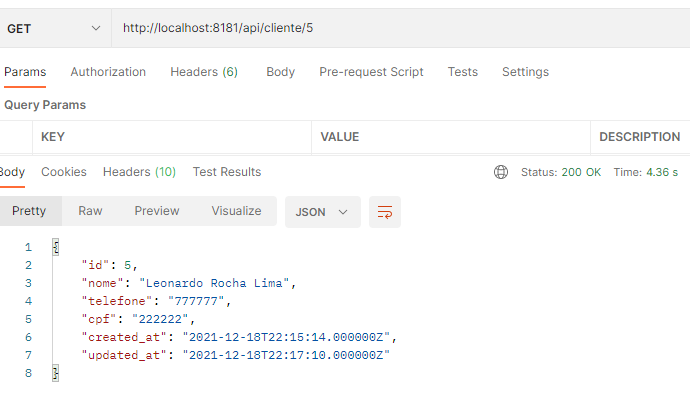 GET http://localhost:8181/api/cliente/5
Params Authorization Headers (6) Body Pre-request Script Tests Settings
Query Params
KEY VALUE DESCRIPTION
Body Cookies Headers (10) Test Results Status: 200 OK Time: 4.36 s
Pretty Raw Preview Visualize JSON
1 {
2 "id": 5,
3 "nome": "Leonardo Rocha Lima",
4 "telefone": "777777",
5 "cpf": "222222",
6 "created_at": "2021-12-18T22:15:14.000000Z",
7 "updated_at": "2021-12-18T22:17:10.000000Z"
8 }